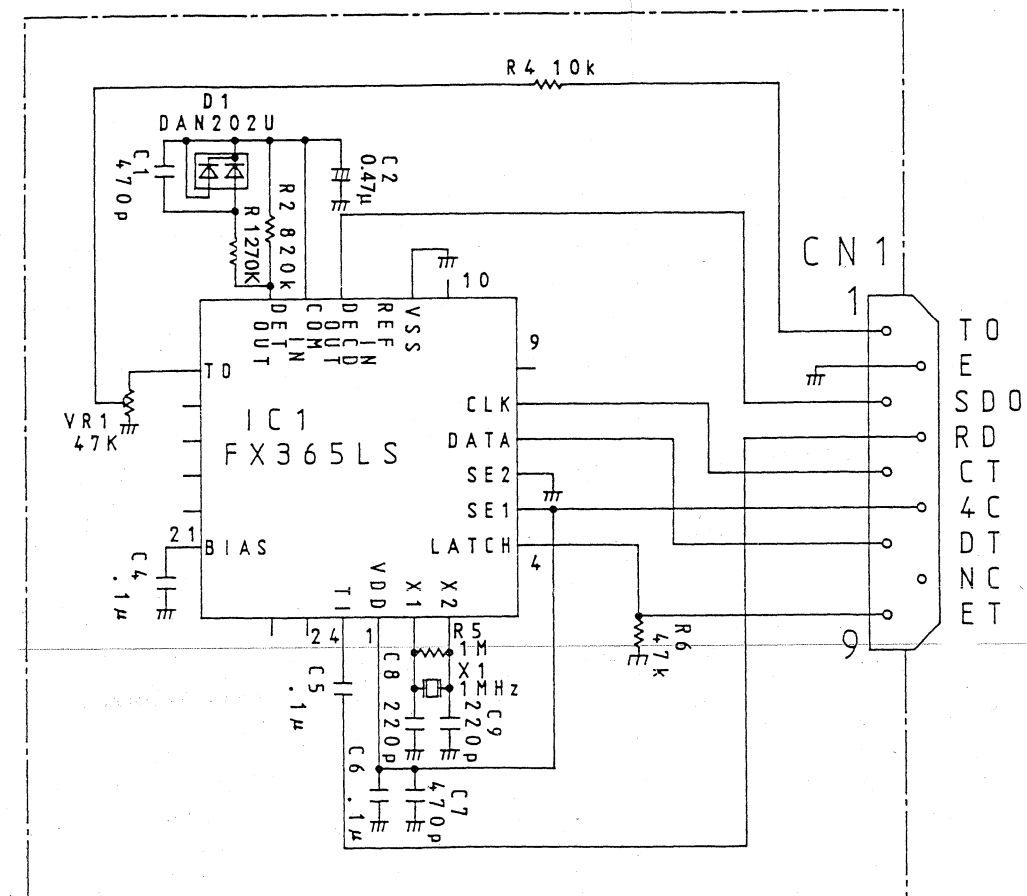 R4 10k
D1
DAN202U
C1
470p
R2 820k
R1 270K
C2
0.47µ
CN1
1
10
DET OUT
IN
COM
DECD OUT
REF IN
VSS
9
TO
VR1
47K
IC1
FX365LS
CLK
DATA
SE2
SE1
LATCH
4
21
BIAS
C4
.1µ
TI
VDD
X1
X2
24
1
R5
1M
X1
1MHz
C5
.1µ
C8
220p
C9
220p
C6
.1µ
C7
470p
R6
47k
TO
E
SDO
RD
CT
4C
DT
NC
ET
9